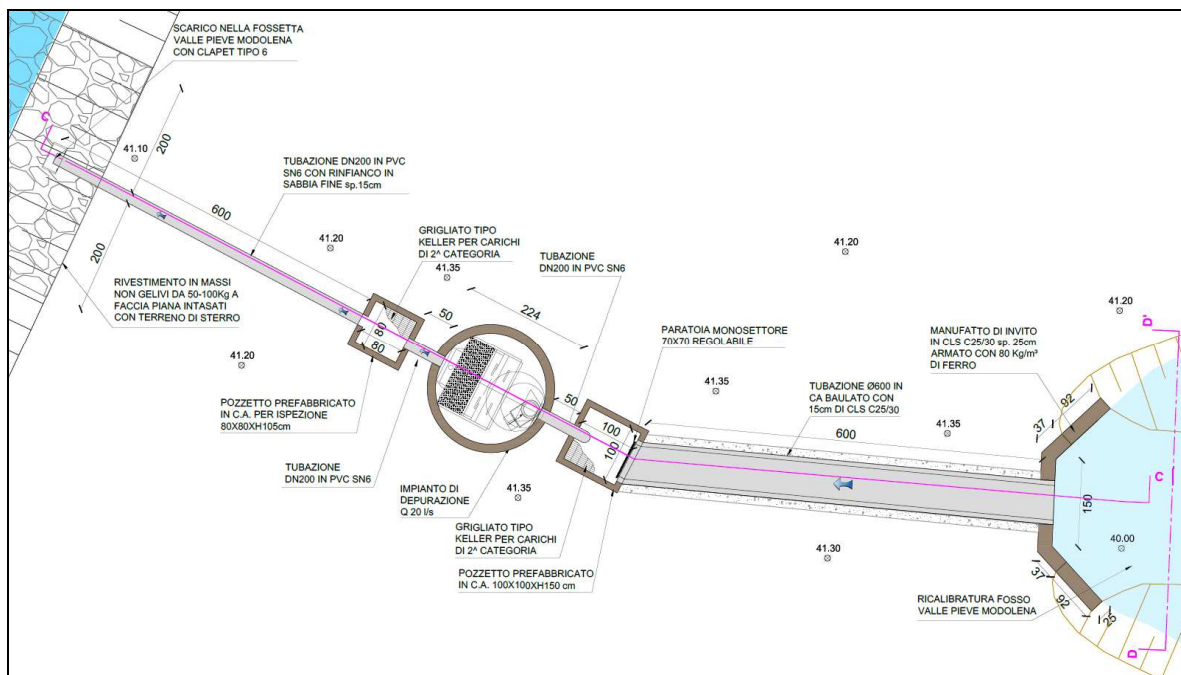 SCARICO NELLA FOSSETTA
VALLE PIEVE MODOLENA
CON CLAPET TIPO 6
C
41.10
200
TUBAZIONE DN200 IN PVC
SN6 CON RINFIANCO IN
SABBIA FINE sp.15cm
600
200
41.20
GRIGLIATO TIPO
KELLER PER CARICHI
DI 2^ CATEGORIA
41.35
TUBAZIONE
DN200 IN PVC SN6
41.20
RIVESTIMENTO IN MASSI
NON GELIVI DA 50-100Kg A
FACCIA PIANA INTASATI
CON TERRENO DI STERRO
50
224
80
80
41.20
PARATOIA MONOSETTORE
70X70 REGOLABILE
MANUFATTO DI INVITO
IN CLS C25/30 sp. 25cm
ARMATO CON 80 Kg/m³
DI FERRO
41.20
D'
POZZETTO PREFABBRICATO
IN C.A. PER ISPEZIONE
80X80XH105cm
41.35
TUBAZIONE Ø600 IN
CA BAULATO CON
15cm DI CLS C25/30
92
37
50
100
100
600
41.35
TUBAZIONE
DN200 IN PVC SN6
IMPIANTO DI
DEPURAZIONE
Q 20 l/s
41.35
C
150
GRIGLIATO TIPO
KELLER PER CARICHI
DI 2^ CATEGORIA
41.30
40.00
POZZETTO PREFABBRICATO
IN C.A. 100X100XH150 cm
37
92
25
RICALIBRATURA FOSSO
VALLE PIEVE MODOLENA
D